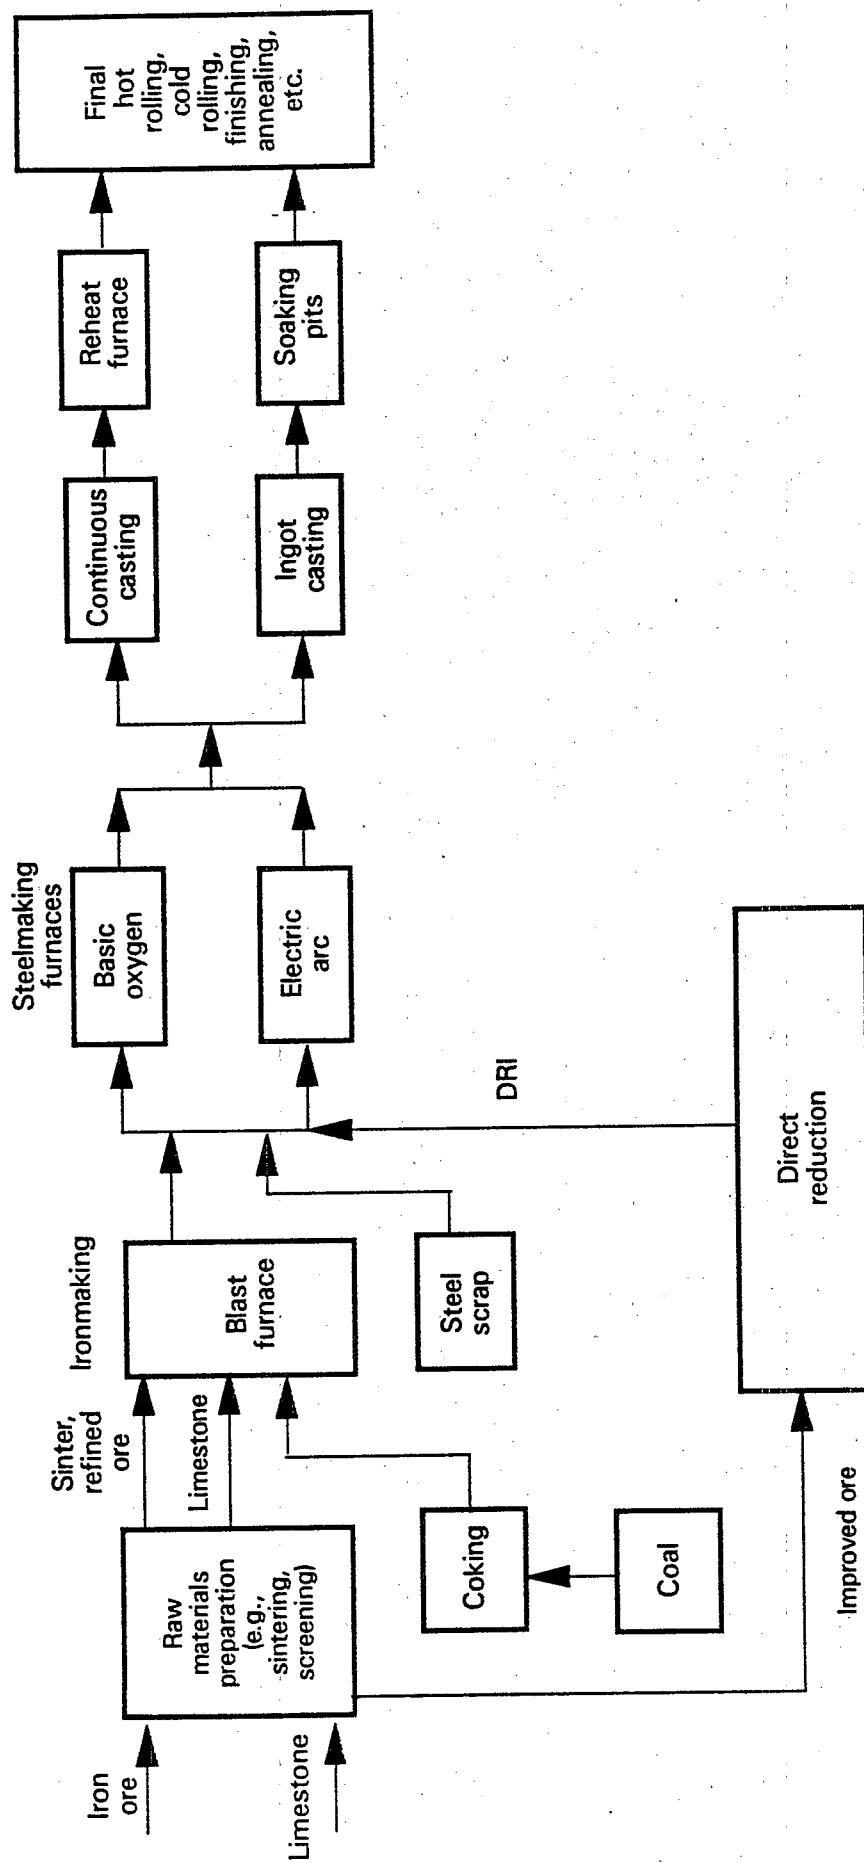 Iron
ore
Limestone
Raw
materials
preparation
(e.g.,
sintering,
screening)
Sinter,
refined
ore
Limestone
Coking
Coal
Improved ore
Ironmaking
Blast
furnace
Steel
scrap
Direct
reduction
DRI
Steelmaking
furnaces
Basic
oxygen
Electric
arc
Continuous
casting
Ingot
casting
Reheat
furnace
Soaking
pits
Final
hot
rolling,
cold
rolling,
finishing,
annealing,
etc.